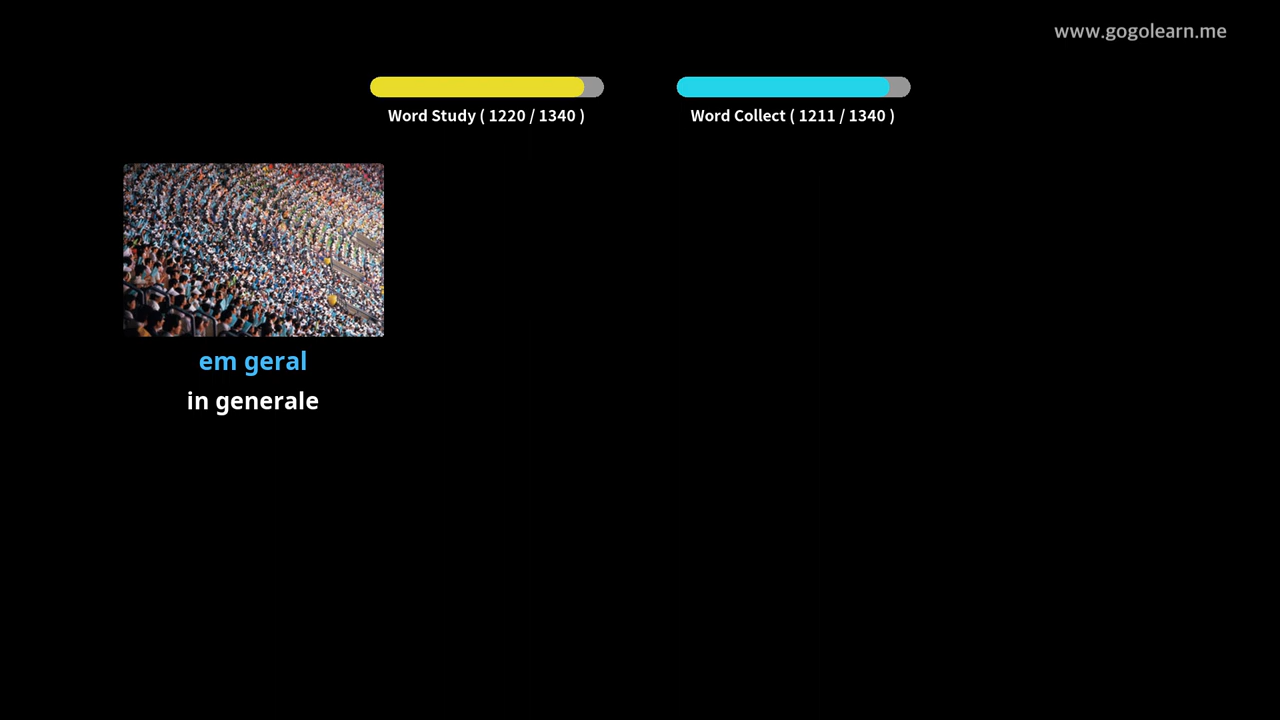 www.gogolearn.me
Word Study ( 1220 / 1340 )
Word Collect ( 1211 / 1340 )
em geral
in generale